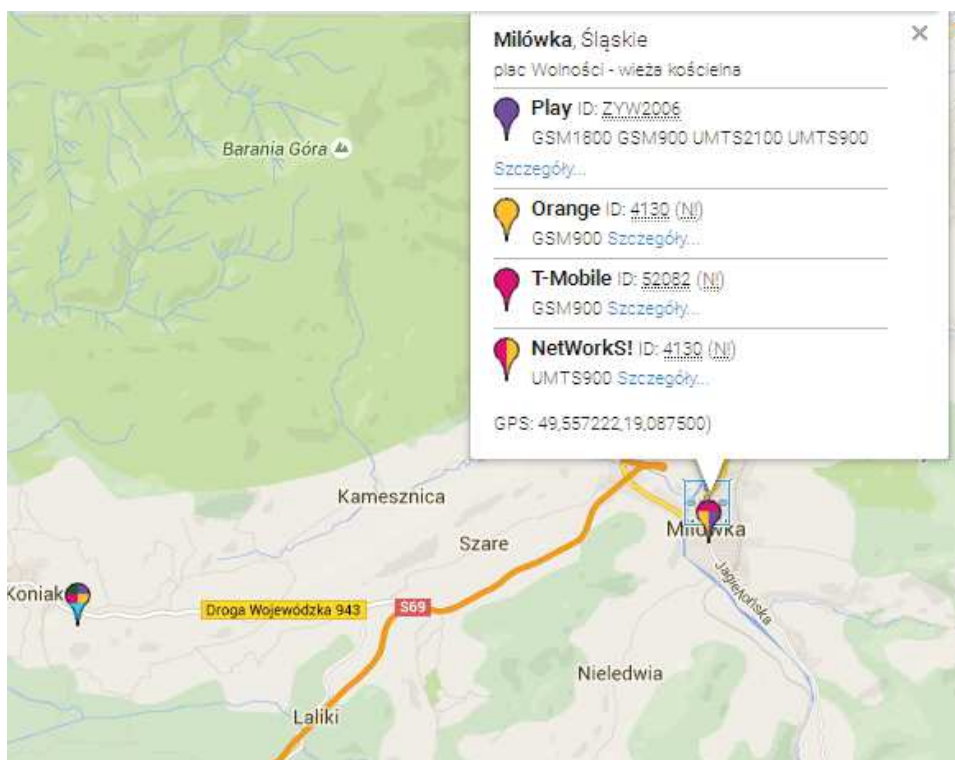 Milówka, Śląskie
plac Wolności - wieża kościelna
Play ID: ZYW2006
GSM1800 GSM900 UMTS2100 UMTS900
Szczegóły...
Orange ID: 4130 (N!)
GSM900 Szczegóły...
T-Mobile ID: 52082 (N!)
GSM900 Szczegóły...
NetWorkS! ID: 4130 (N!)
UMTS900 Szczegóły...
GPS: 49,557222,19,087500)
Barania Góra
Kamesznica
Szare
Milówka
Koniak
Droga Wojewódzka 943
S69
Jagiellońska
Nieledwia
Laliki